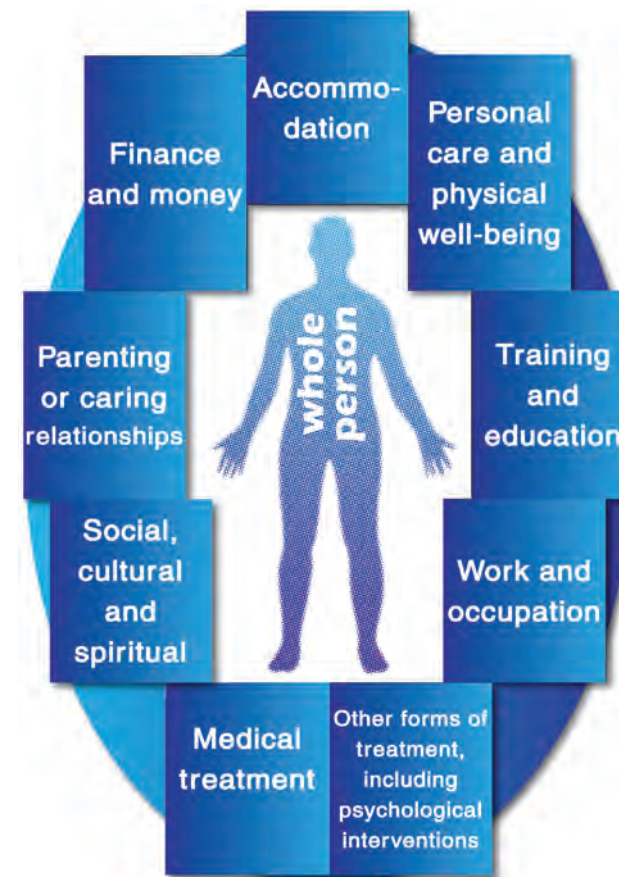 Accommo-
dation
Personal
care and
physical
well-being
Training
and
education
Work and
occupation
Other forms of
treatment,
including
psychological
interventions
Medical
treatment
Social,
cultural
and
spiritual
Parenting
or caring
relationships
Finance
and money
whole
person